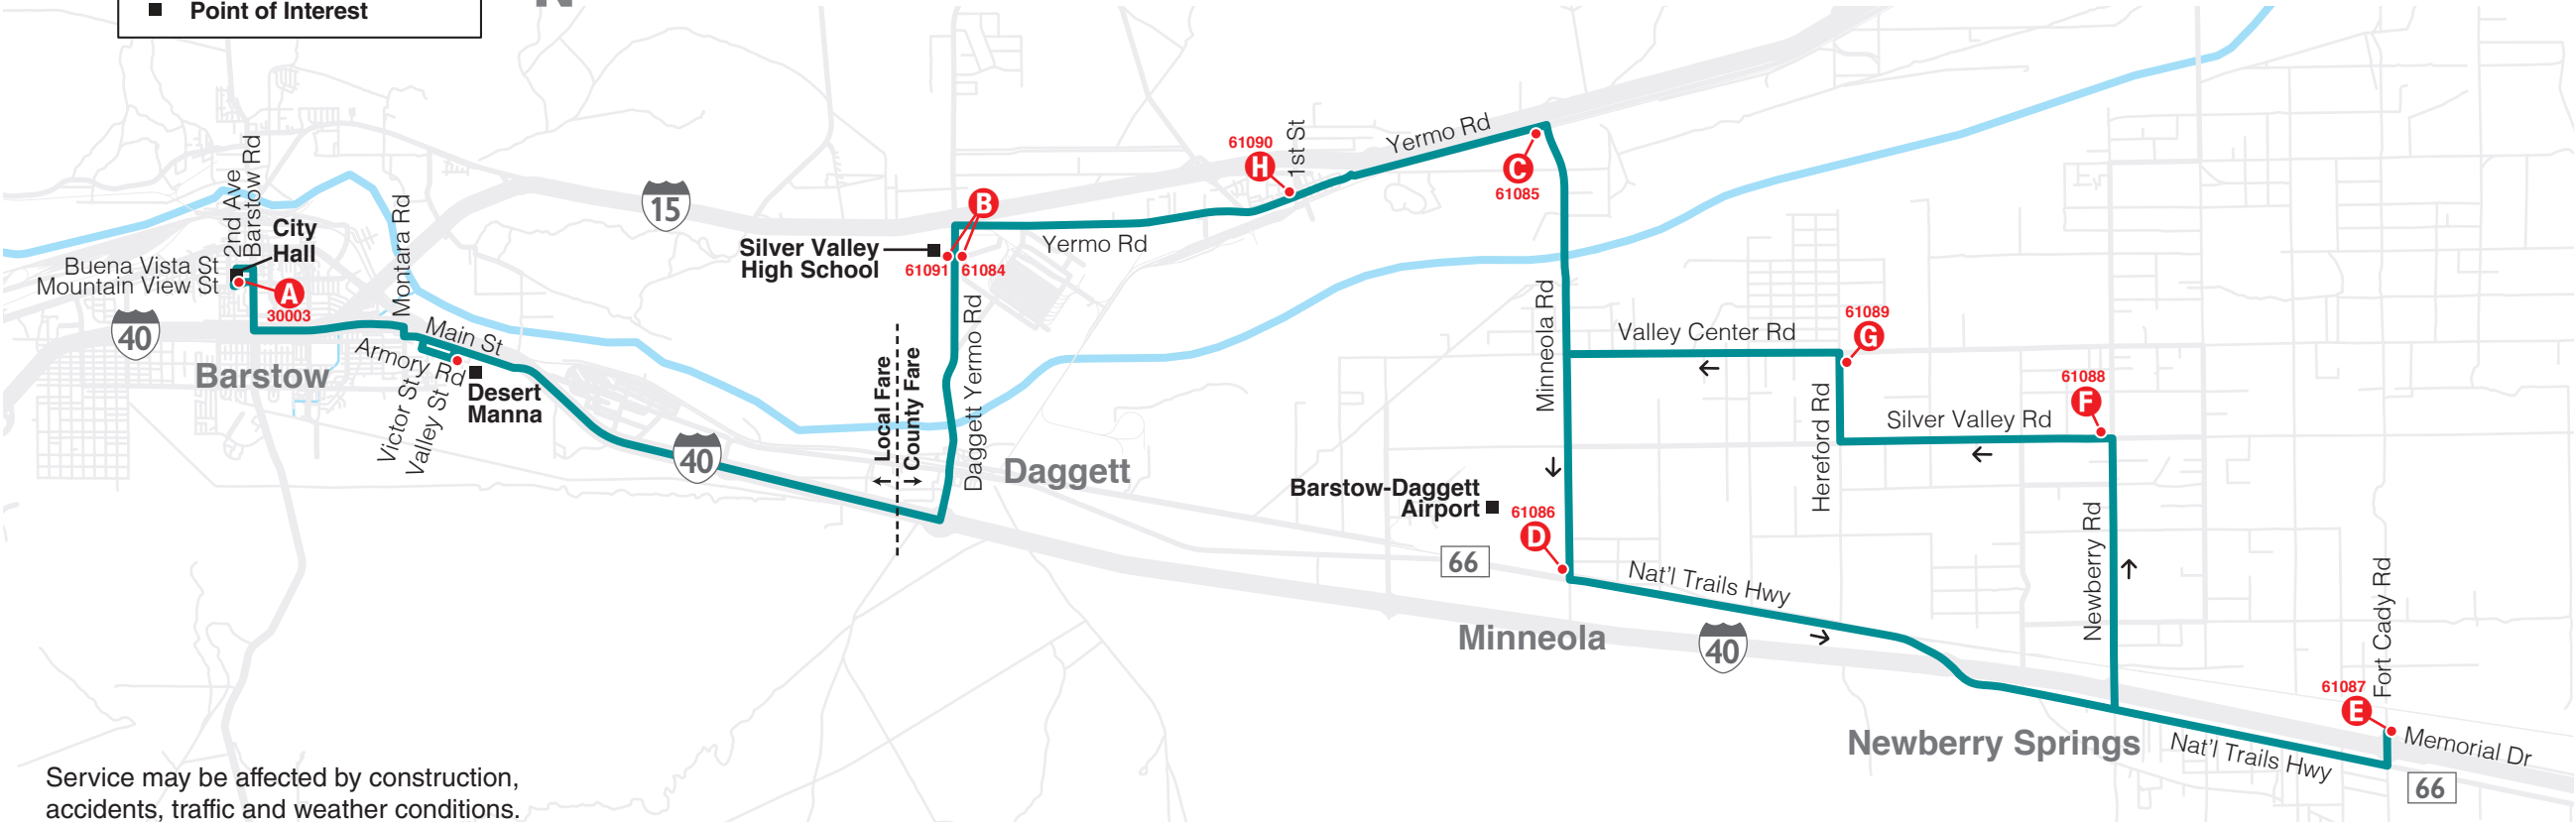 Point of Interest
N
2nd Ave
Barstow Rd
City
Hall
Buena Vista St
Mountain View St
A
30003
40
Barstow
Montara Rd
Main St
Armory Rd
Victor St
Valley St
Desert
Manna
15
40
Local Fare
County Fare
Silver Valley
High School
B
61091
61084
Yermo Rd
Daggett Yermo Rd
Daggett
61090
H
1st St
Yermo Rd
C
61085
Minneola Rd
Valley Center Rd
61089
G
Hereford Rd
Silver Valley Rd
61088
F
Barstow-Daggett
Airport
61086
D
66
Nat'l Trails Hwy
Minneola
40
Newberry Rd
Newberry Springs
Fort Cady Rd
61087
E
Memorial Dr
Nat'l Trails Hwy
66
Service may be affected by construction,
accidents, traffic and weather conditions.